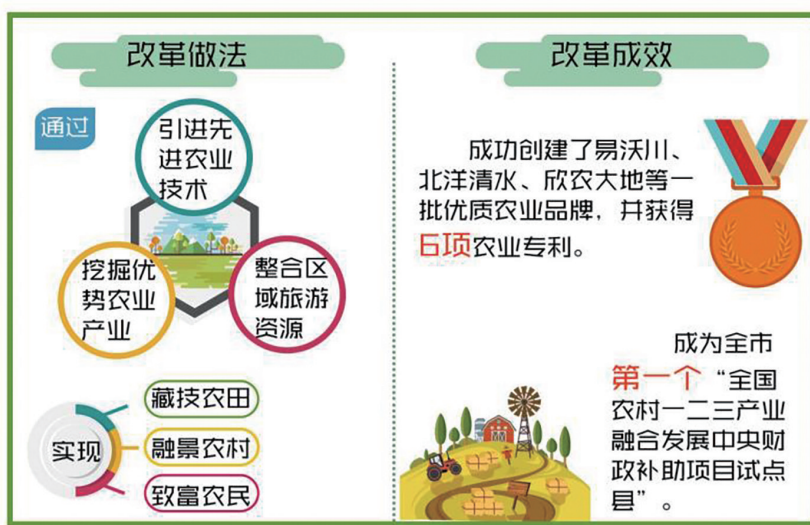 改革做法
通过
引进先
进农业
技术
挖掘优
势农业
产业
整合区
域旅游
资源
实现
藏技农田
融景农村
致富农民
改革成效
成功创建了易沃川、
北洋清水、欣农大地等一
批优质农业品牌，并获得
6项农业专利。
成为全市
第一个“全国
农村一二三产业
融合发展中央财
政补助项目试点
县”。